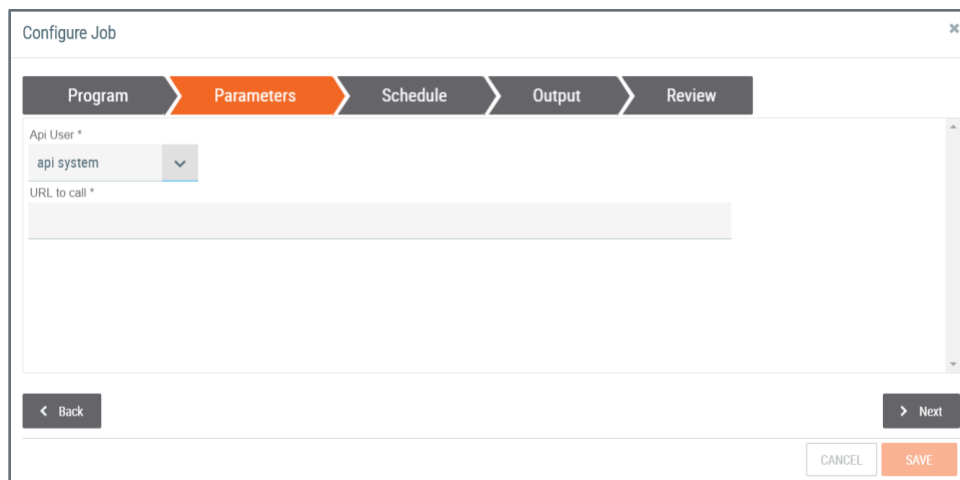 Configure Job
Program Parameters Schedule Output Review
Api User *
api system
URL to call *
Back Next
CANCEL SAVE